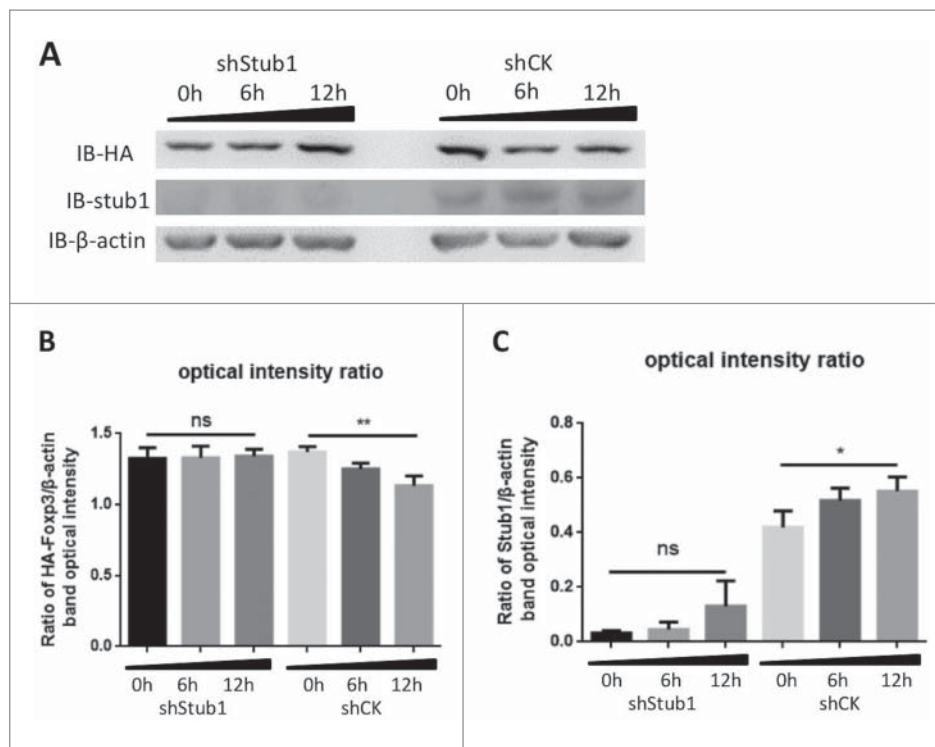 A
shStub1 shCK
0h 6h 12h 0h 6h 12h
IB-HA
IB-stub1
IB-β-actin
B
optical intensity ratio
Ratio of HA-Foxp3/β-actin
band optical intensity
1.5
1.0
0.5
0.0
ns
**
0h 6h 12h 0h 6h 12h
shStub1 shCK
C
optical intensity ratio
Ratio of Stub1/β-actin
band optical intensity
0.8
0.6
0.4
0.2
0.0
ns
*
0h 6h 12h 0h 6h 12h
shStub1 shCK